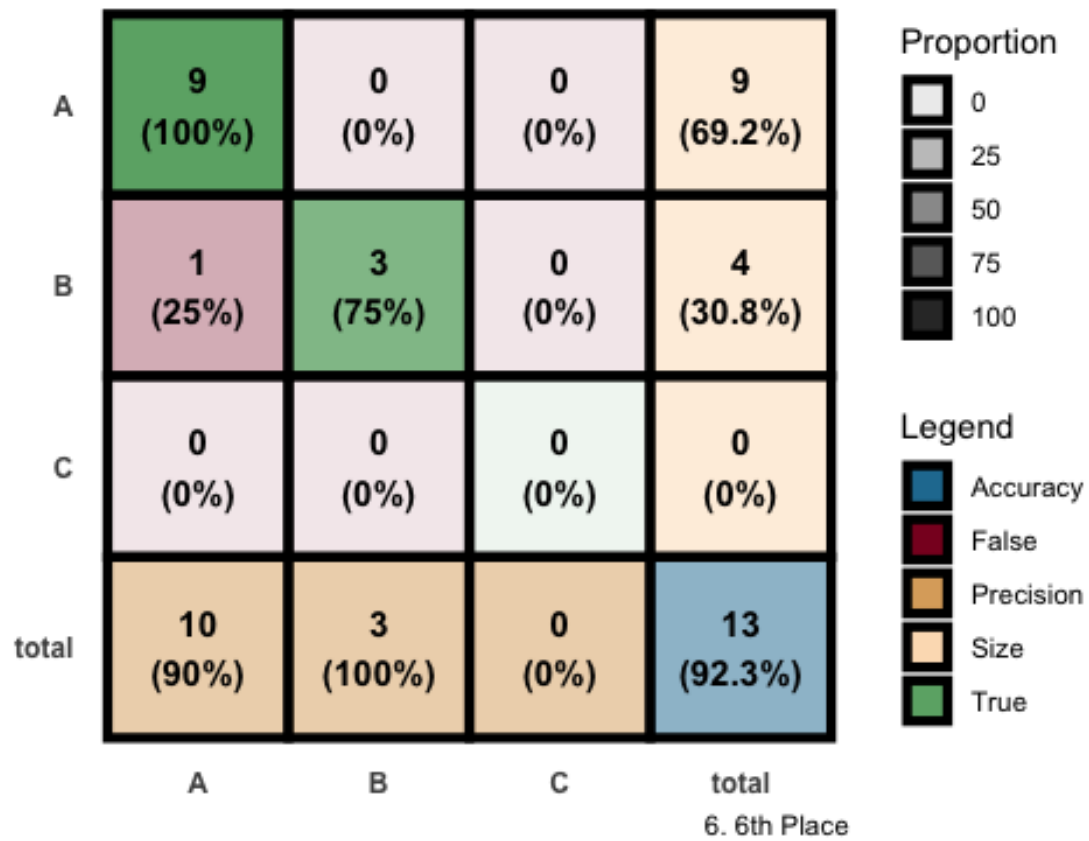 A
9
(100%)
0
(0%)
0
(0%)
9
(69.2%)
B
1
(25%)
3
(75%)
0
(0%)
4
(30.8%)
C
0
(0%)
0
(0%)
0
(0%)
0
(0%)
total
10
(90%)
3
(100%)
0
(0%)
13
(92.3%)
A
B
C
total
6. 6th Place
Proportion
0
25
50
75
100
Legend
Accuracy
False
Precision
Size
True